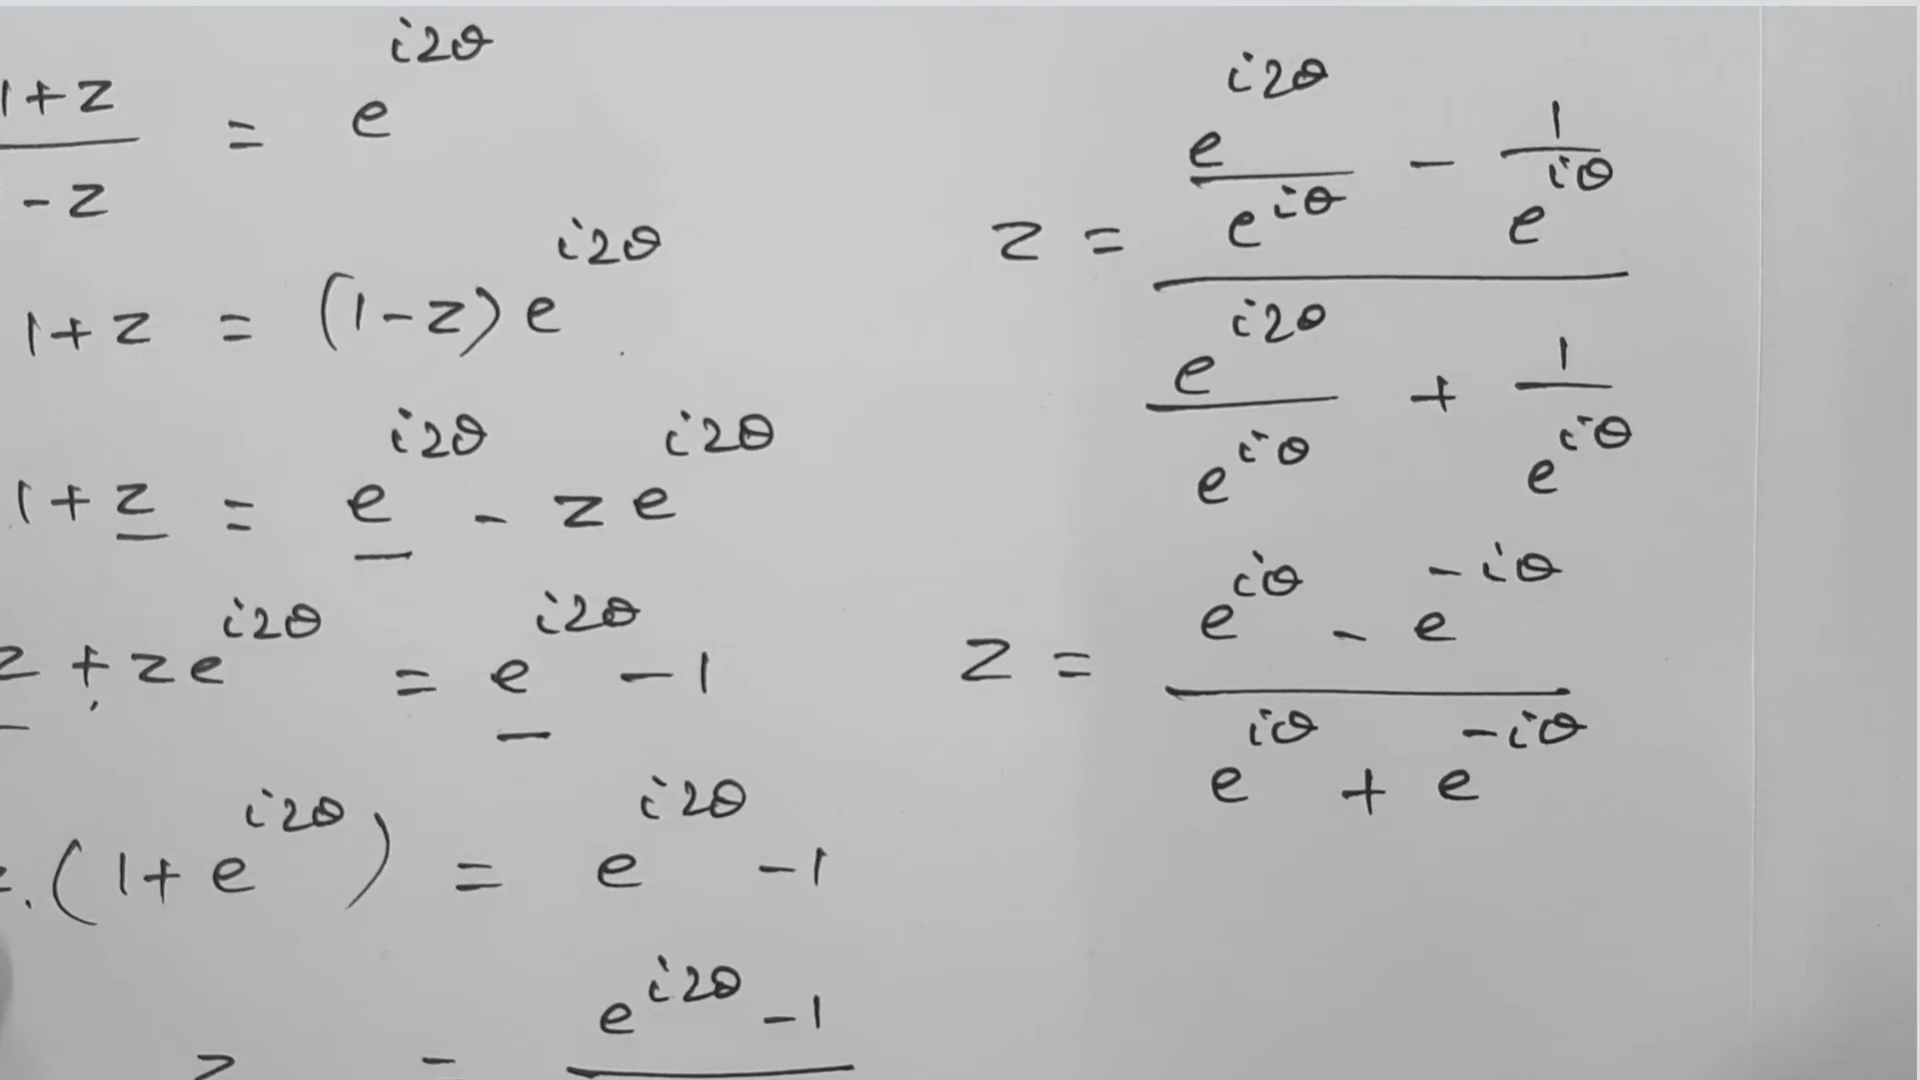 1+z / -z = e^{i2θ}
1+z = (1-z) e^{i2θ}
1+z = e^{i2θ} - z e^{i2θ}
z + z e^{i2θ} = e^{i2θ} - 1
(1+e^{i2θ}) = e^{i2θ} - 1
z = e^{i2θ} - 1
z = (e^{i2θ}/e^{iθ} - 1/e^{iθ}) / (e^{i2θ}/e^{iθ} + 1/e^{iθ})
z = (e^{iθ} - e^{-iθ}) / (e^{iθ} + e^{-iθ})